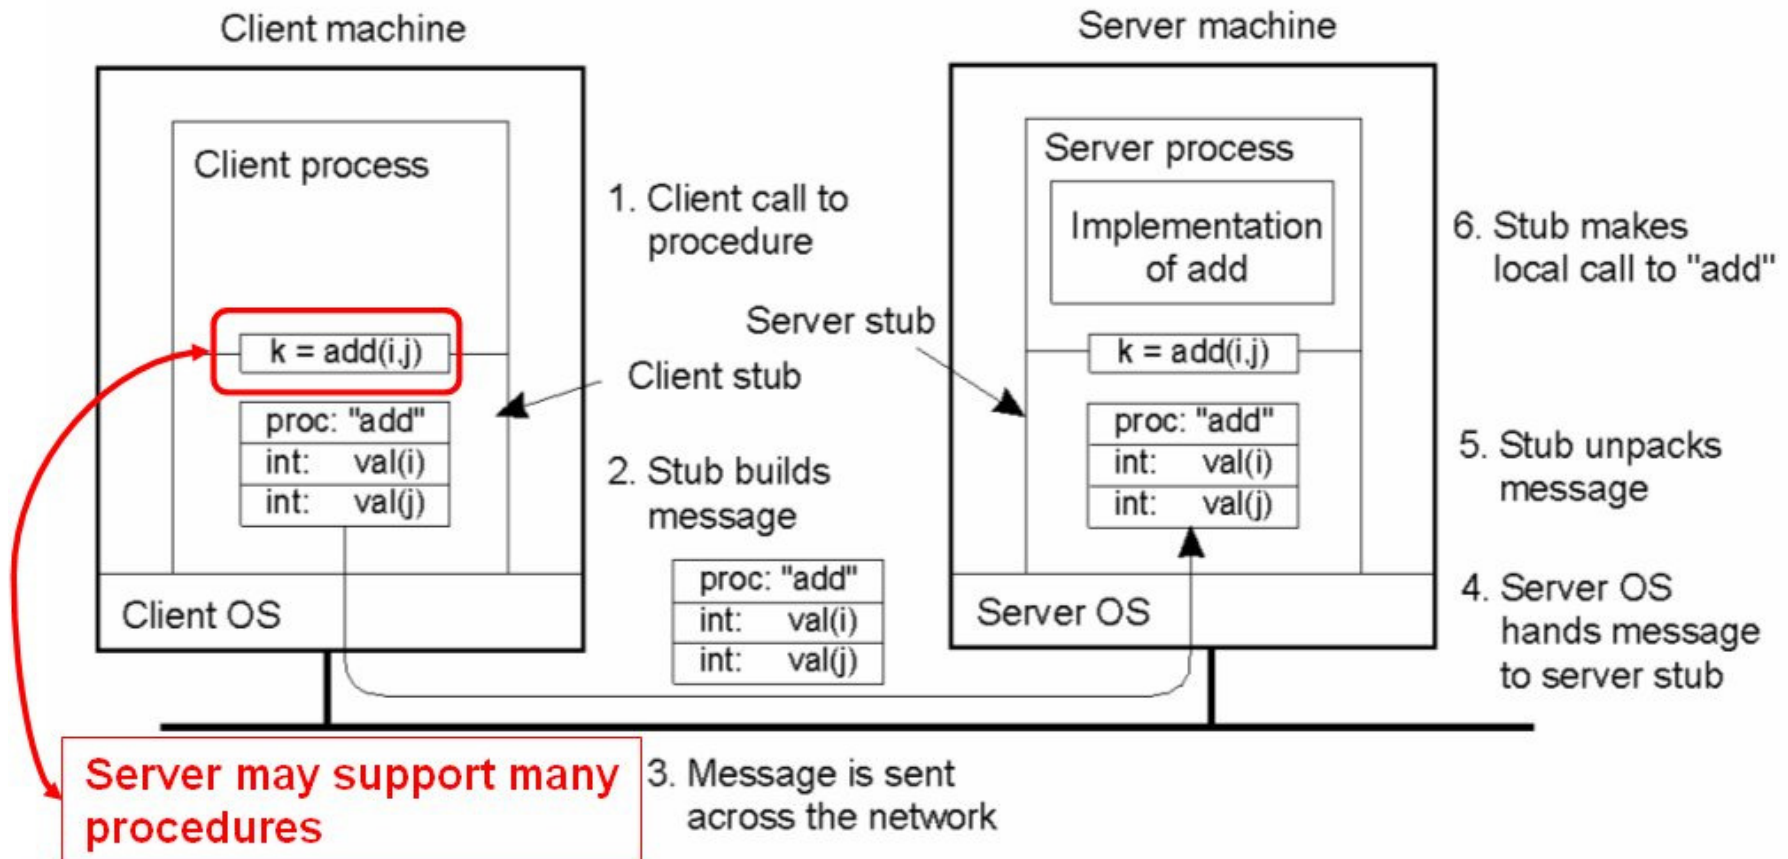 Client machine
Client process
k = add(i,j)
proc: "add"
int: val(i)
int: val(j)
Client OS
1. Client call to
procedure
Client stub
2. Stub builds
message
proc: "add"
int: val(i)
int: val(j)
Server may support many
procedures
3. Message is sent
across the network
Server machine
Server process
Implementation
of add
Server stub
k = add(i,j)
proc: "add"
int: val(i)
int: val(j)
Server OS
6. Stub makes
local call to "add"
5. Stub unpacks
message
4. Server OS
hands message
to server stub